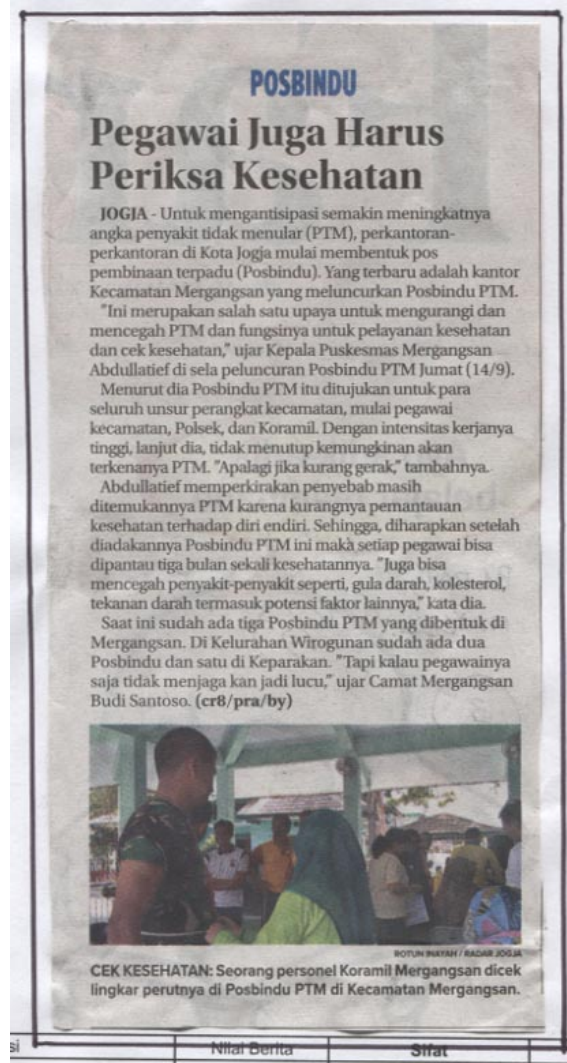 POSBINDU
Pegawai Juga Harus
Periksa Kesehatan
JOGJA - Untuk mengantisipasi semakin meningkatnya
angka penyakit tidak menular (PTM), perkantoran-
perkantoran di Kota Jogja mulai membentuk pos
pembinaan terpadu (Posbindu). Yang terbaru adalah kantor
Kecamatan Mergangsan yang meluncurkan Posbindu PTM.
"Ini merupakan salah satu upaya untuk mengurangi dan
mencegah PTM dan fungsinya untuk pelayanan kesehatan
dan cek kesehatan," ujar Kepala Puskesmas Mergangsan
Abdullatief di sela peluncuran Posbindu PTM Jumat (14/9).
Menurut dia Posbindu PTM itu ditujukan untuk para
seluruh unsur perangkat kecamatan, mulai pegawai
kecamatan, Polsek, dan Koramil. Dengan intensitas kerjanya
tinggi, lanjut dia, tidak menutup kemungkinan akan
terkenanya PTM. "Apalagi jika kurang gerak," tambahnya.
Abdullatief memperkirakan penyebab masih
ditemukannya PTM karena kurangnya pemantauan
kesehatan terhadap diri endiri. Sehingga, diharapkan setelah
diadakannya Posbindu PTM ini maka setiap pegawai bisa
dipantau tiga bulan sekali kesehatannya. "Juga bisa
mencegah penyakit-penyakit seperti, gula darah, kolesterol,
tekanan darah termasuk potensi faktor lainnya," kata dia.
Saat ini sudah ada tiga Posbindu PTM yang dibentuk di
Mergangsan. Di Kelurahan Wirogunan sudah ada dua
Posbindu dan satu di Keparakan. "Tapi kalau pegawainya
saja tidak menjaga kan jadi lucu," ujar Camat Mergangsan
Budi Santoso. (cr8/pra/by)
ROTUN INAYAH / RADAR JOGJA
CEK KESEHATAN: Seorang personel Koramil Mergangsan dicek
lingkar perutnya di Posbindu PTM di Kecamatan Mergangsan.
si Nilai Berita Sifat